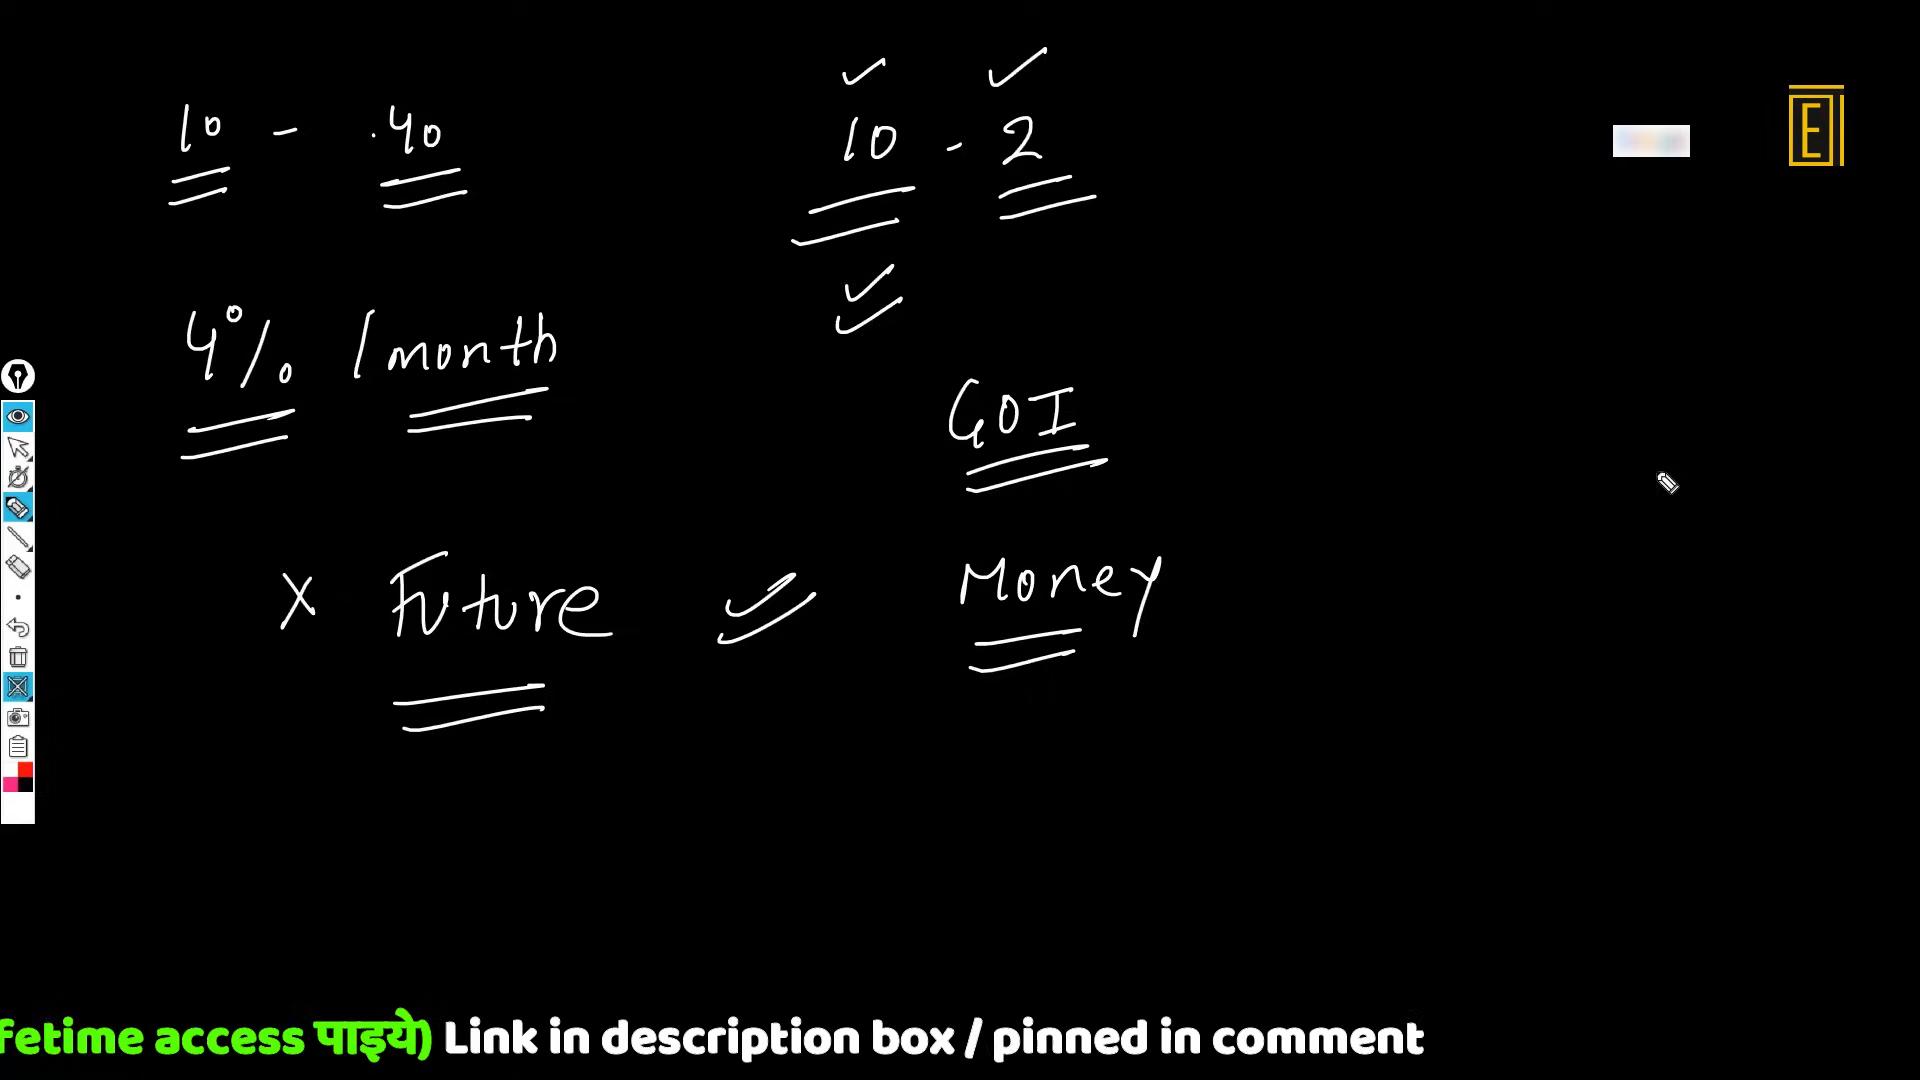 10 - .40
10 - 2
4% / month
GOI
x Future
Money
E
fetime access पाइये) Link in description box / pinned in comment